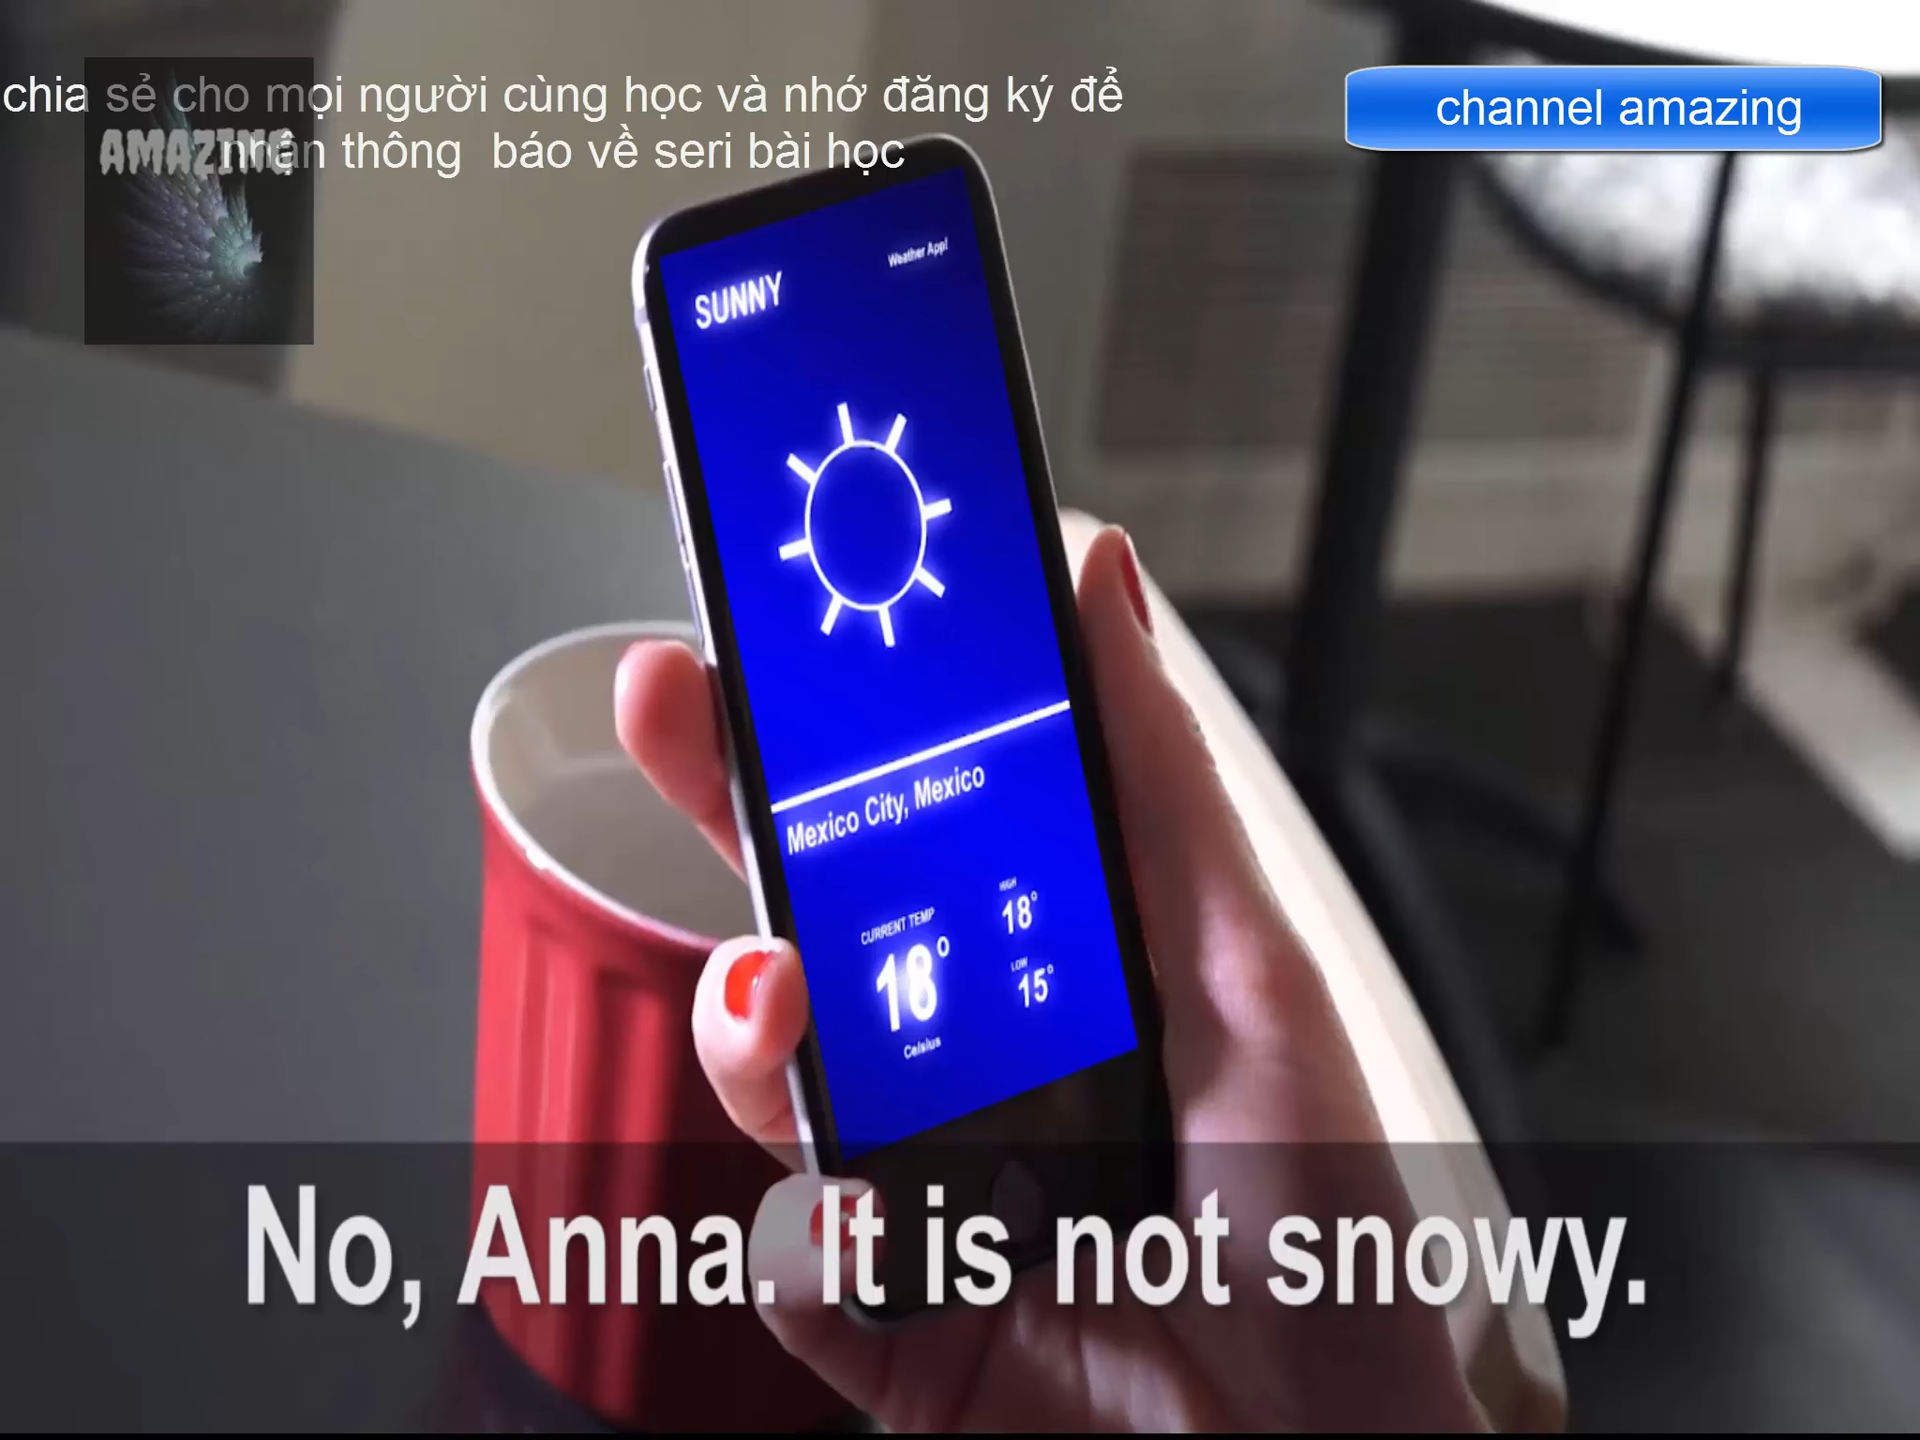 chia sẻ cho mọi người cùng học và nhớ đăng ký để
nhận thông  báo về seri bài học
AMAZING
channel amazing
Weather Appl
SUNNY
Mexico City, Mexico
CURRENT TEMP
18°
Celsius
HIGH
18°
LOW
15°
No, Anna. It is not snowy.